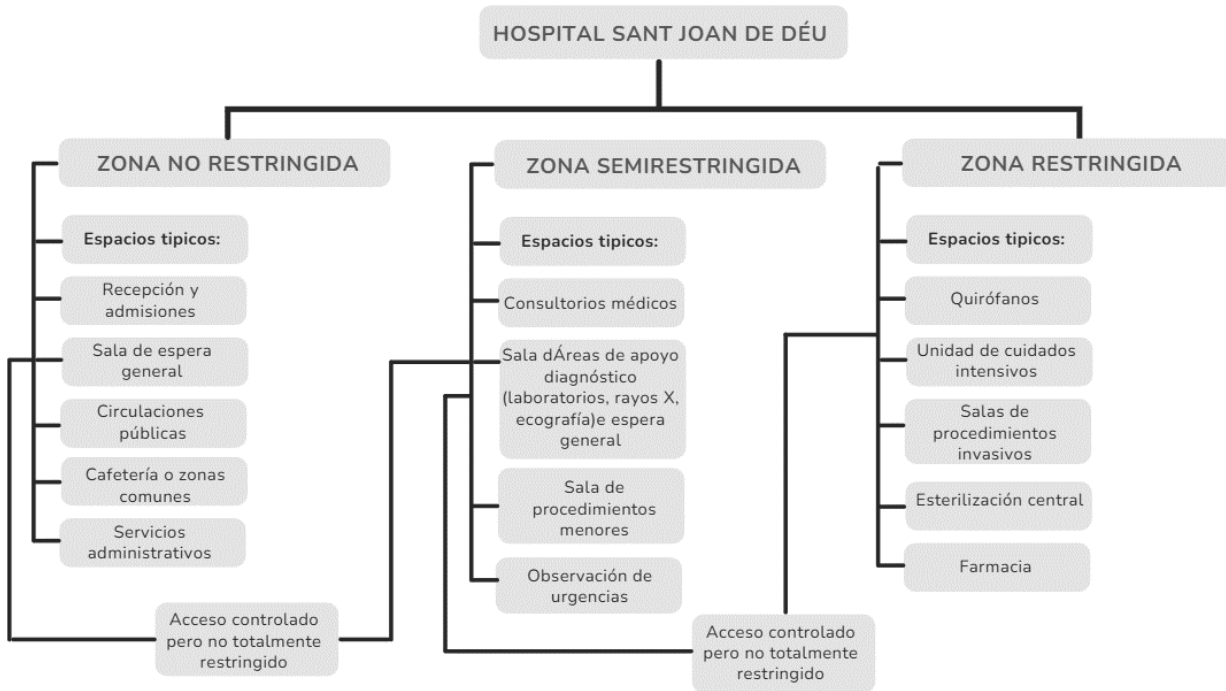 HOSPITAL SANT JOAN DE DÉU
ZONA NO RESTRINGIDA
Espacios tipicos:
Recepción y
admisiones
Sala de espera
general
Circulaciones
públicas
Cafetería o zonas
comunes
Servicios
administrativos
Acceso controlado
pero no totalmente
restringido
ZONA SEMIRESTRINGIDA
Espacios tipicos:
Consultorios médicos
Sala dÁreas de apoyo
diagnóstico
(laboratorios, rayos X,
ecografía)e espera
general
Sala de
procedimientos
menores
Observación de
urgencias
Acceso controlado
pero no totalmente
restringido
ZONA RESTRINGIDA
Espacios tipicos:
Quirófanos
Unidad de cuidados
intensivos
Salas de
procedimientos
invasivos
Esterilización central
Farmacia